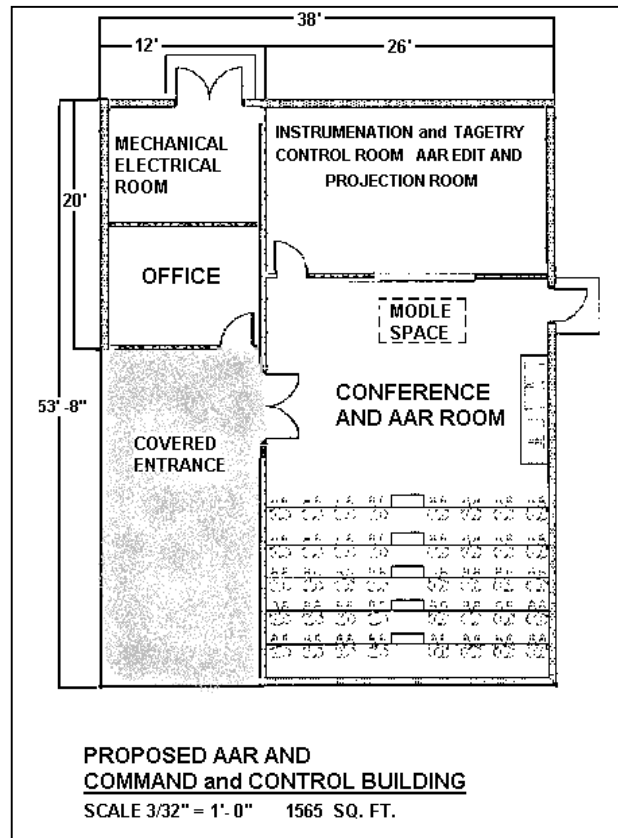 38'
12'
26'
MECHANICAL
ELECTRICAL
ROOM
INSTRUMENATION and TAGETRY
CONTROL ROOM AAR EDIT AND
PROJECTION ROOM
20'
OFFICE
MODLE
SPACE
53' -8"
CONFERENCE
AND AAR ROOM
COVERED
ENTRANCE
PROPOSED AAR AND
COMMAND and CONTROL BUILDING
SCALE 3/32" = 1'- 0" 1565 SQ. FT.